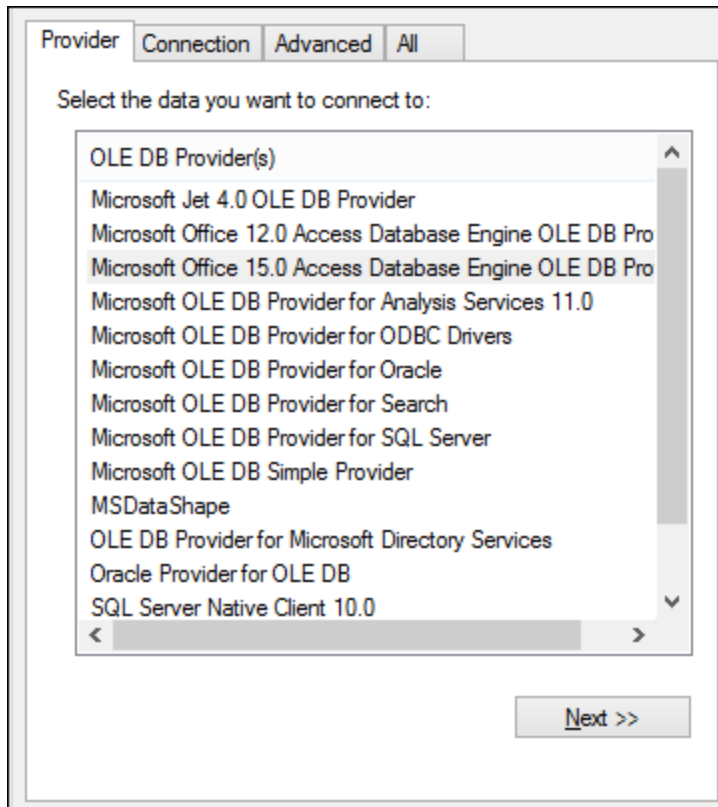 Provider Connection Advanced All
Select the data you want to connect to:
OLE DB Provider(s)
Microsoft Jet 4.0 OLE DB Provider
Microsoft Office 12.0 Access Database Engine OLE DB Pro
Microsoft Office 15.0 Access Database Engine OLE DB Pro
Microsoft OLE DB Provider for Analysis Services 11.0
Microsoft OLE DB Provider for ODBC Drivers
Microsoft OLE DB Provider for Oracle
Microsoft OLE DB Provider for Search
Microsoft OLE DB Provider for SQL Server
Microsoft OLE DB Simple Provider
MSDataShape
OLE DB Provider for Microsoft Directory Services
Oracle Provider for OLE DB
SQL Server Native Client 10.0
Next >>